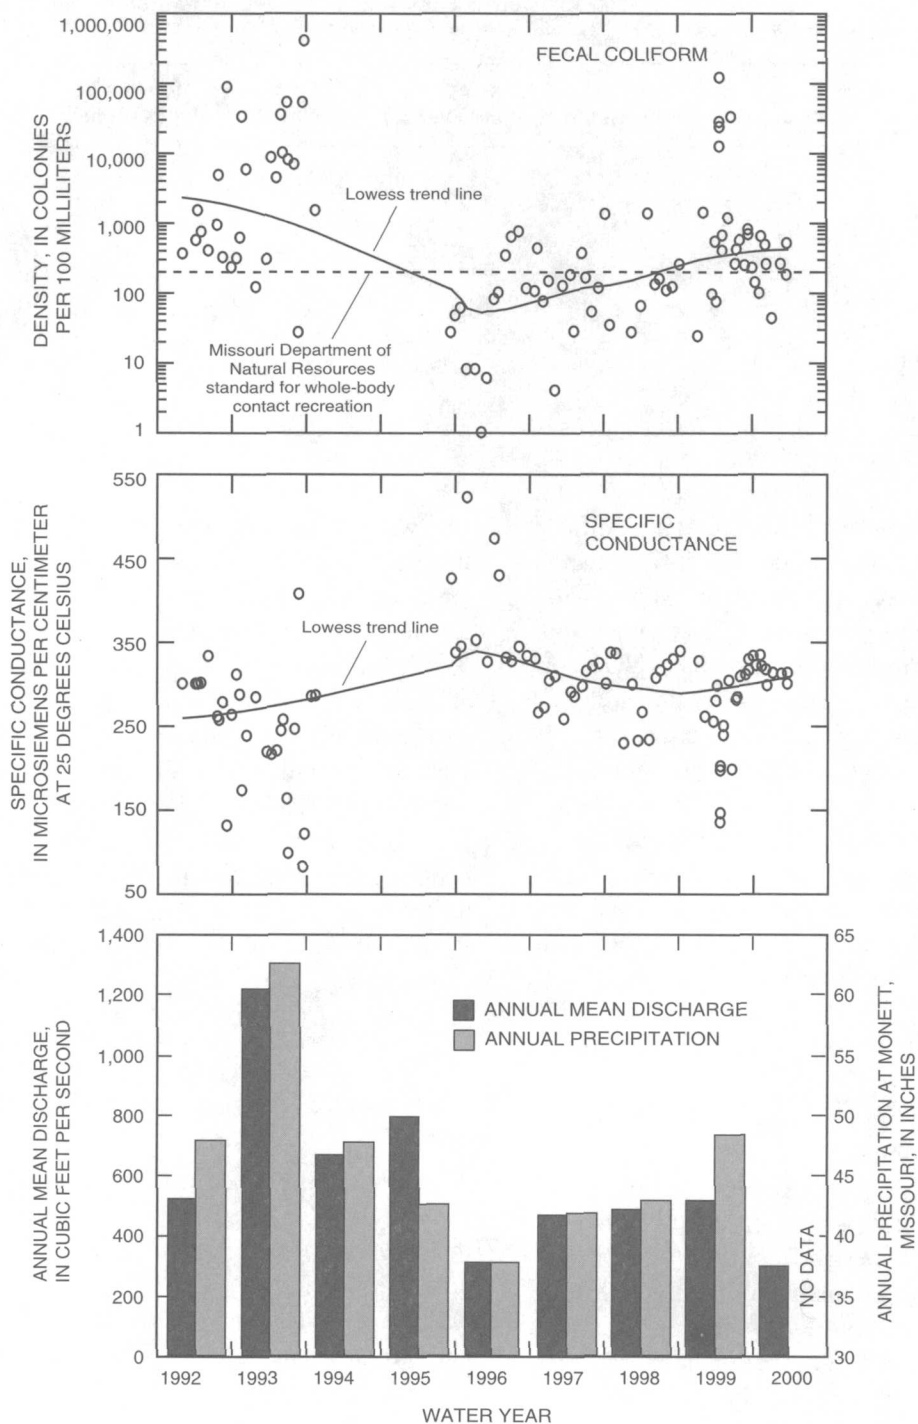 FECAL COLIFORM
DENSITY, IN COLONIES
PER 100 MILLILITERS
1,000,000
100,000
10,000
1,000
100
10
1
Lowess trend line
Missouri Department of
Natural Resources
standard for whole-body
contact recreation
SPECIFIC
CONDUCTANCE
SPECIFIC CONDUCTANCE,
IN MICROSIEMENS PER CENTIMETER
AT 25 DEGREES CELSIUS
550
450
350
250
150
50
Lowess trend line
ANNUAL MEAN DISCHARGE,
IN CUBIC FEET PER SECOND
1,400
1,200
1,000
800
600
400
200
0
ANNUAL MEAN DISCHARGE
ANNUAL PRECIPITATION
NO DATA
65
60
55
50
45
40
35
30
ANNUAL PRECIPITATION AT MONETT,
MISSOURI, IN INCHES
1992 1993 1994 1995 1996 1997 1998 1999 2000
WATER YEAR